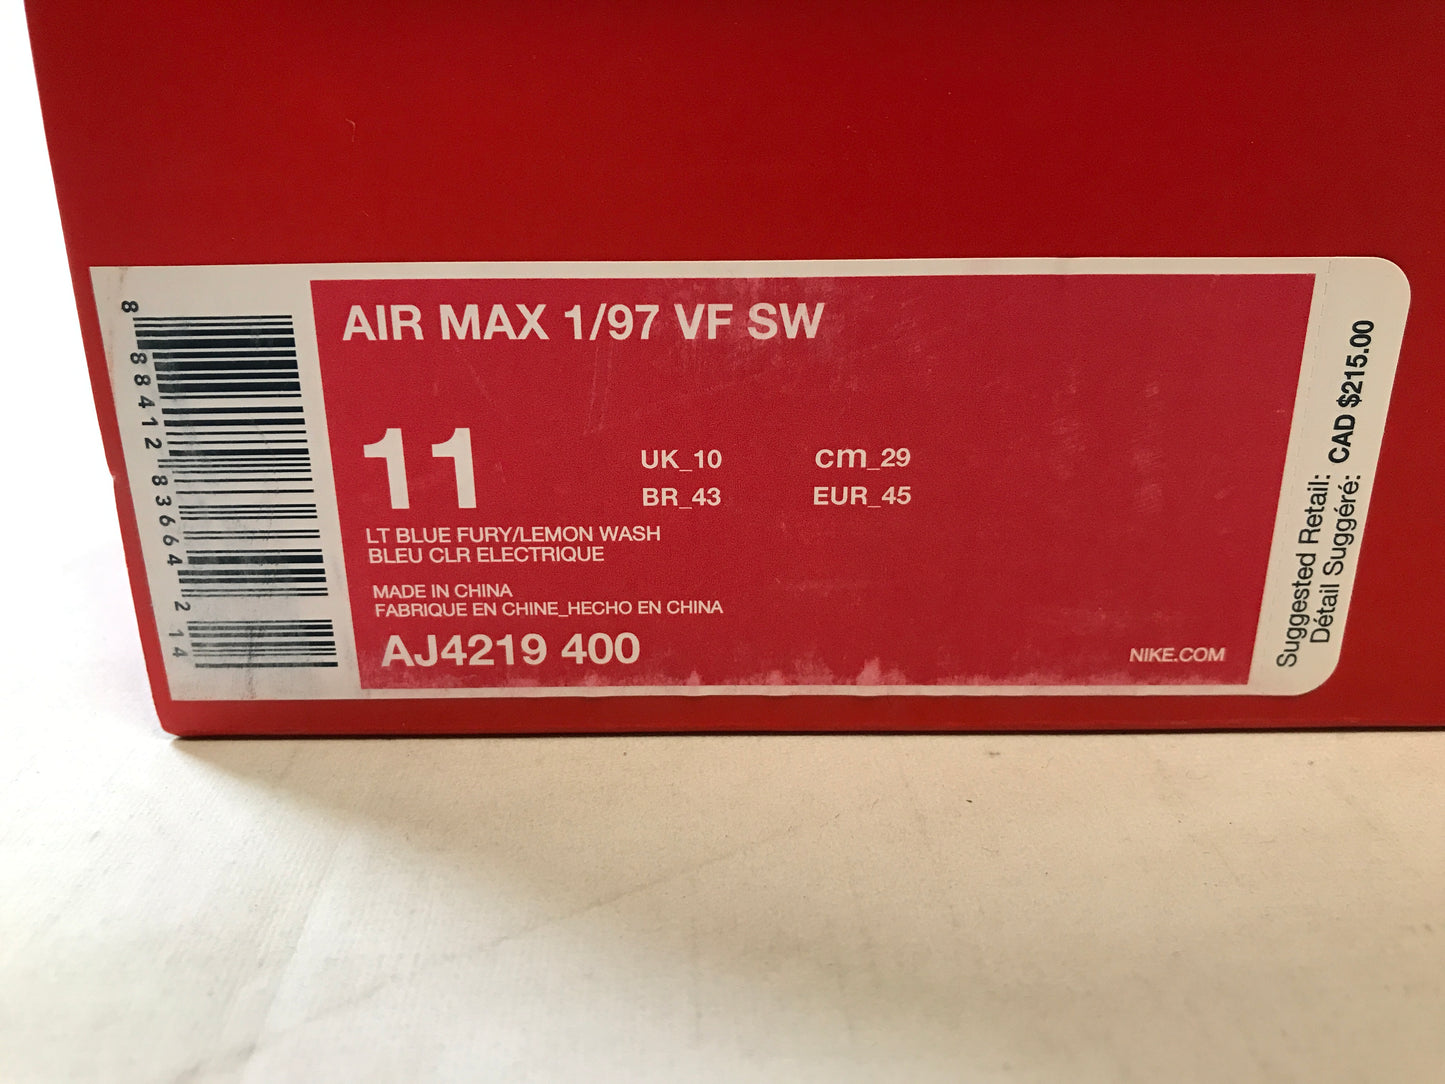 AIR MAX 1/97 VF SW
11
UK_10
cm_29
BR_43
EUR_45
LT BLUE FURY/LEMON WASH
BLEU CLR ELECTRIQUE
MADE IN CHINA
FABRIQUE EN CHINE_HECHO EN CHINA
AJ4219 400
NIKE.COM
8 88412 83664 2 14
Suggested Retail:
Détail Suggéré: CAD $215.00